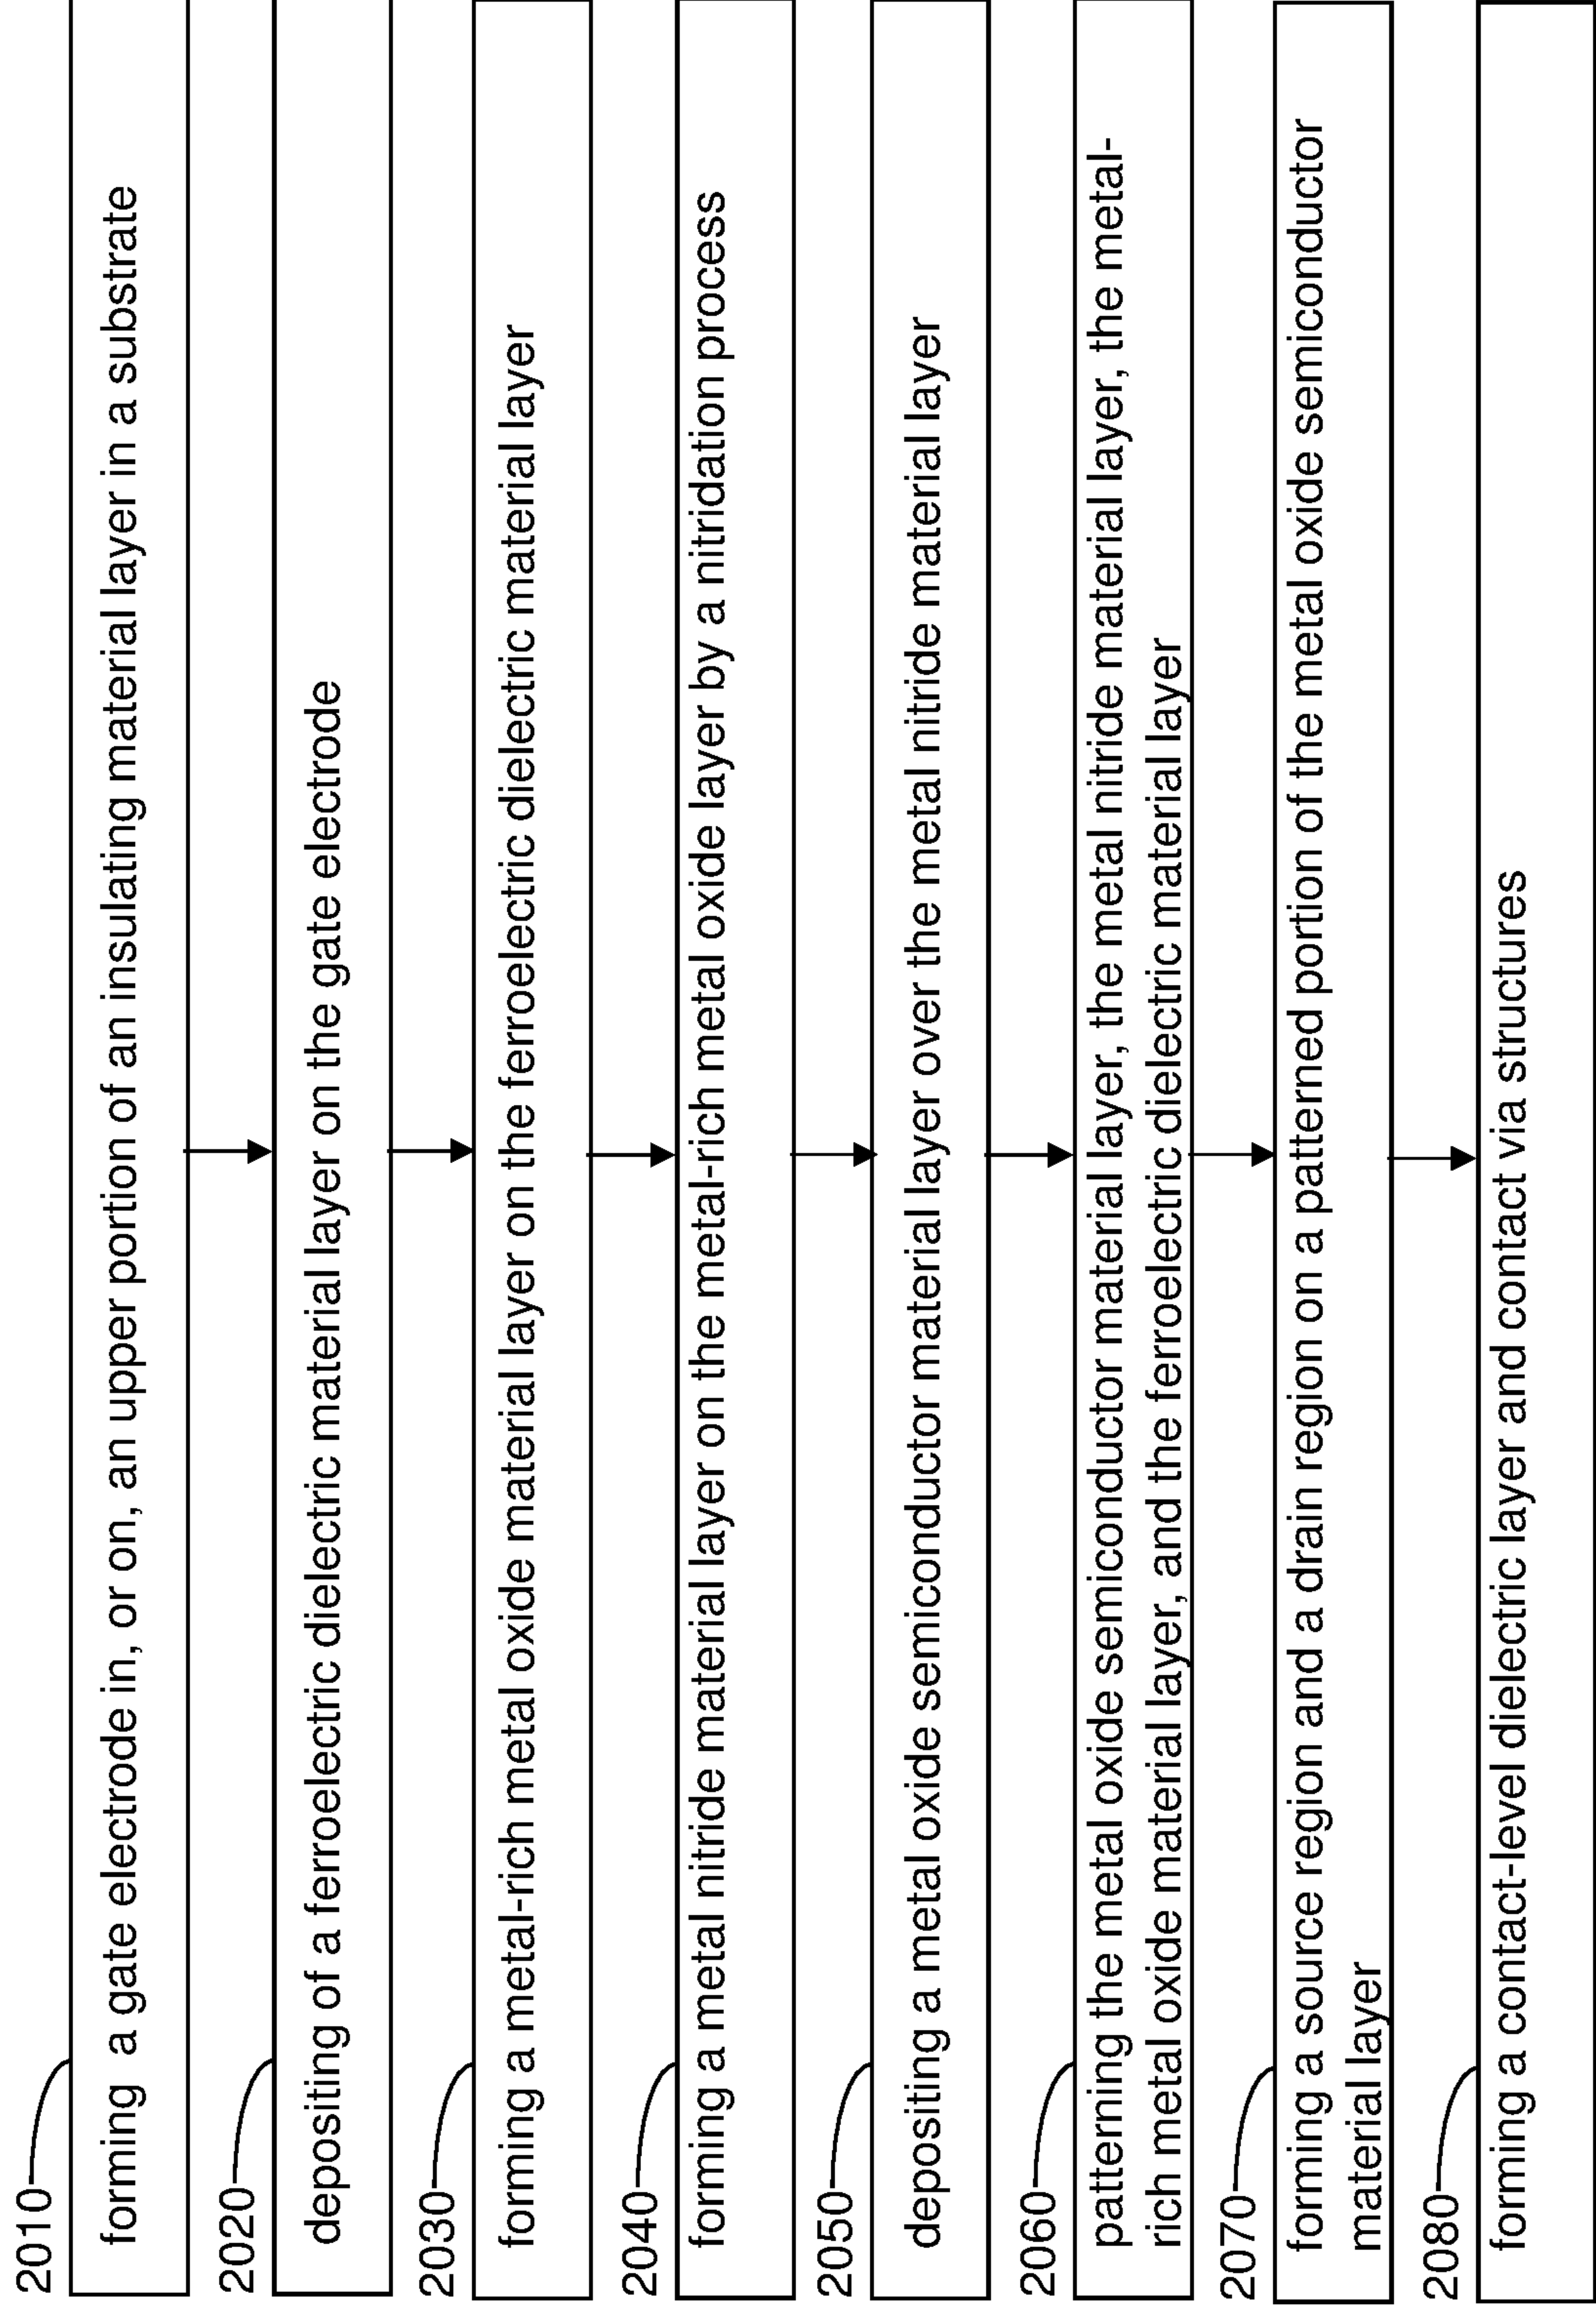 2010
forming a gate electrode in, or on, an upper portion of an insulating material layer in a substrate
2020
depositing of a ferroelectric dielectric material layer on the gate electrode
2030
forming a metal-rich metal oxide material layer on the ferroelectric dielectric material layer
2040
forming a metal nitride material layer on the metal-rich metal oxide layer by a nitridation process
2050
depositing a metal oxide semiconductor material layer over the metal nitride material layer
2060
patterning the metal oxide semiconductor material layer, the metal nitride material layer, the metal-
rich metal oxide material layer, and the ferroelectric dielectric material layer
2070
forming a source region and a drain region on a patterned portion of the metal oxide semiconductor
material layer
2080
forming a contact-level dielectric layer and contact via structures